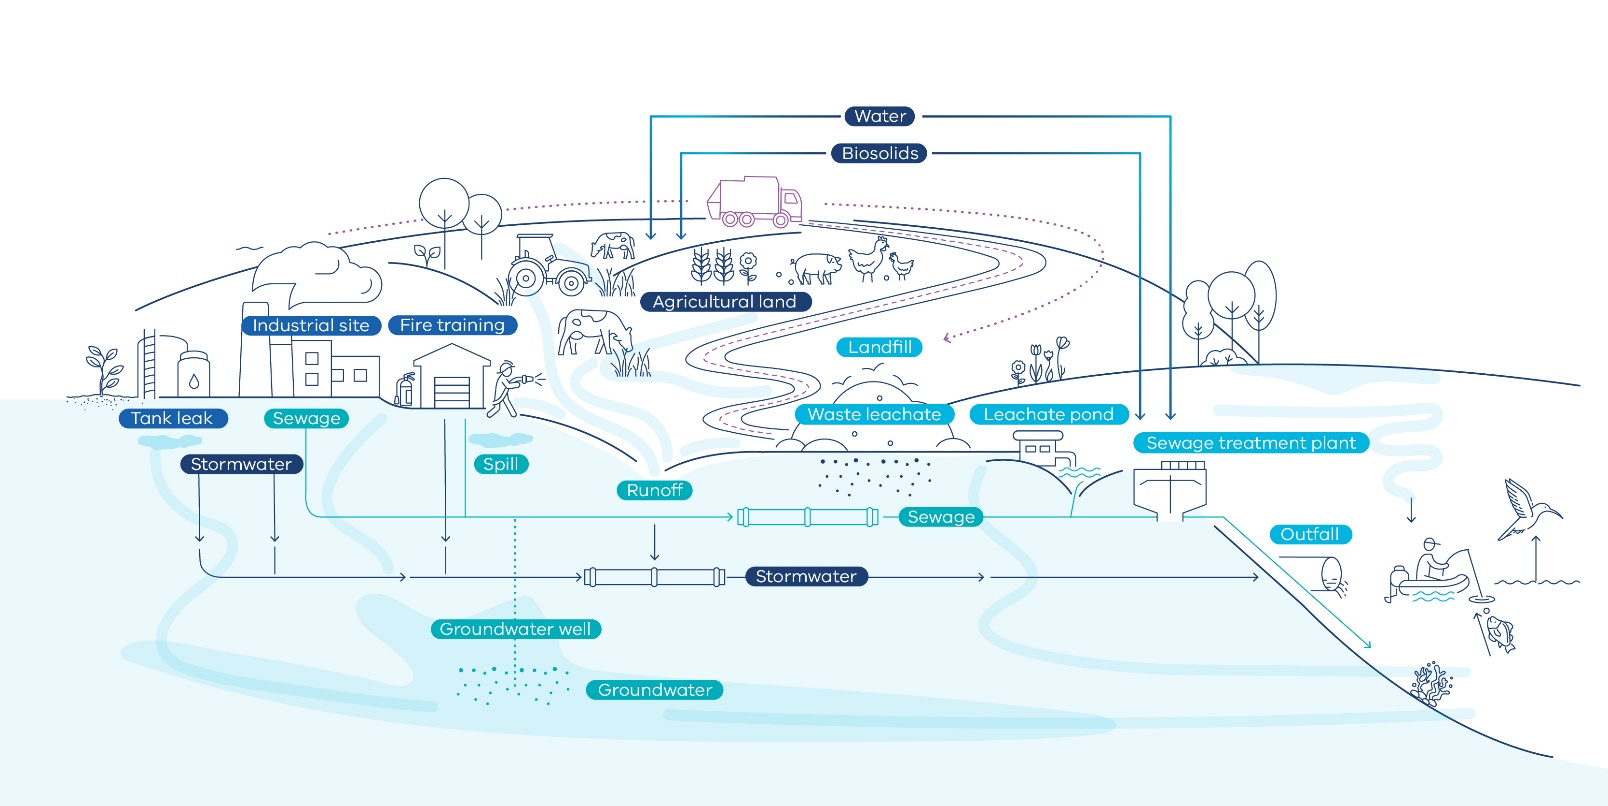 Water
Biosolids
Agricultural land
Industrial site
Fire training
Landfill
Tank leak
Sewage
Waste leachate
Leachate pond
Sewage treatment plant
Stormwater
Spill
Runoff
Sewage
Outfall
Stormwater
Groundwater well
Groundwater